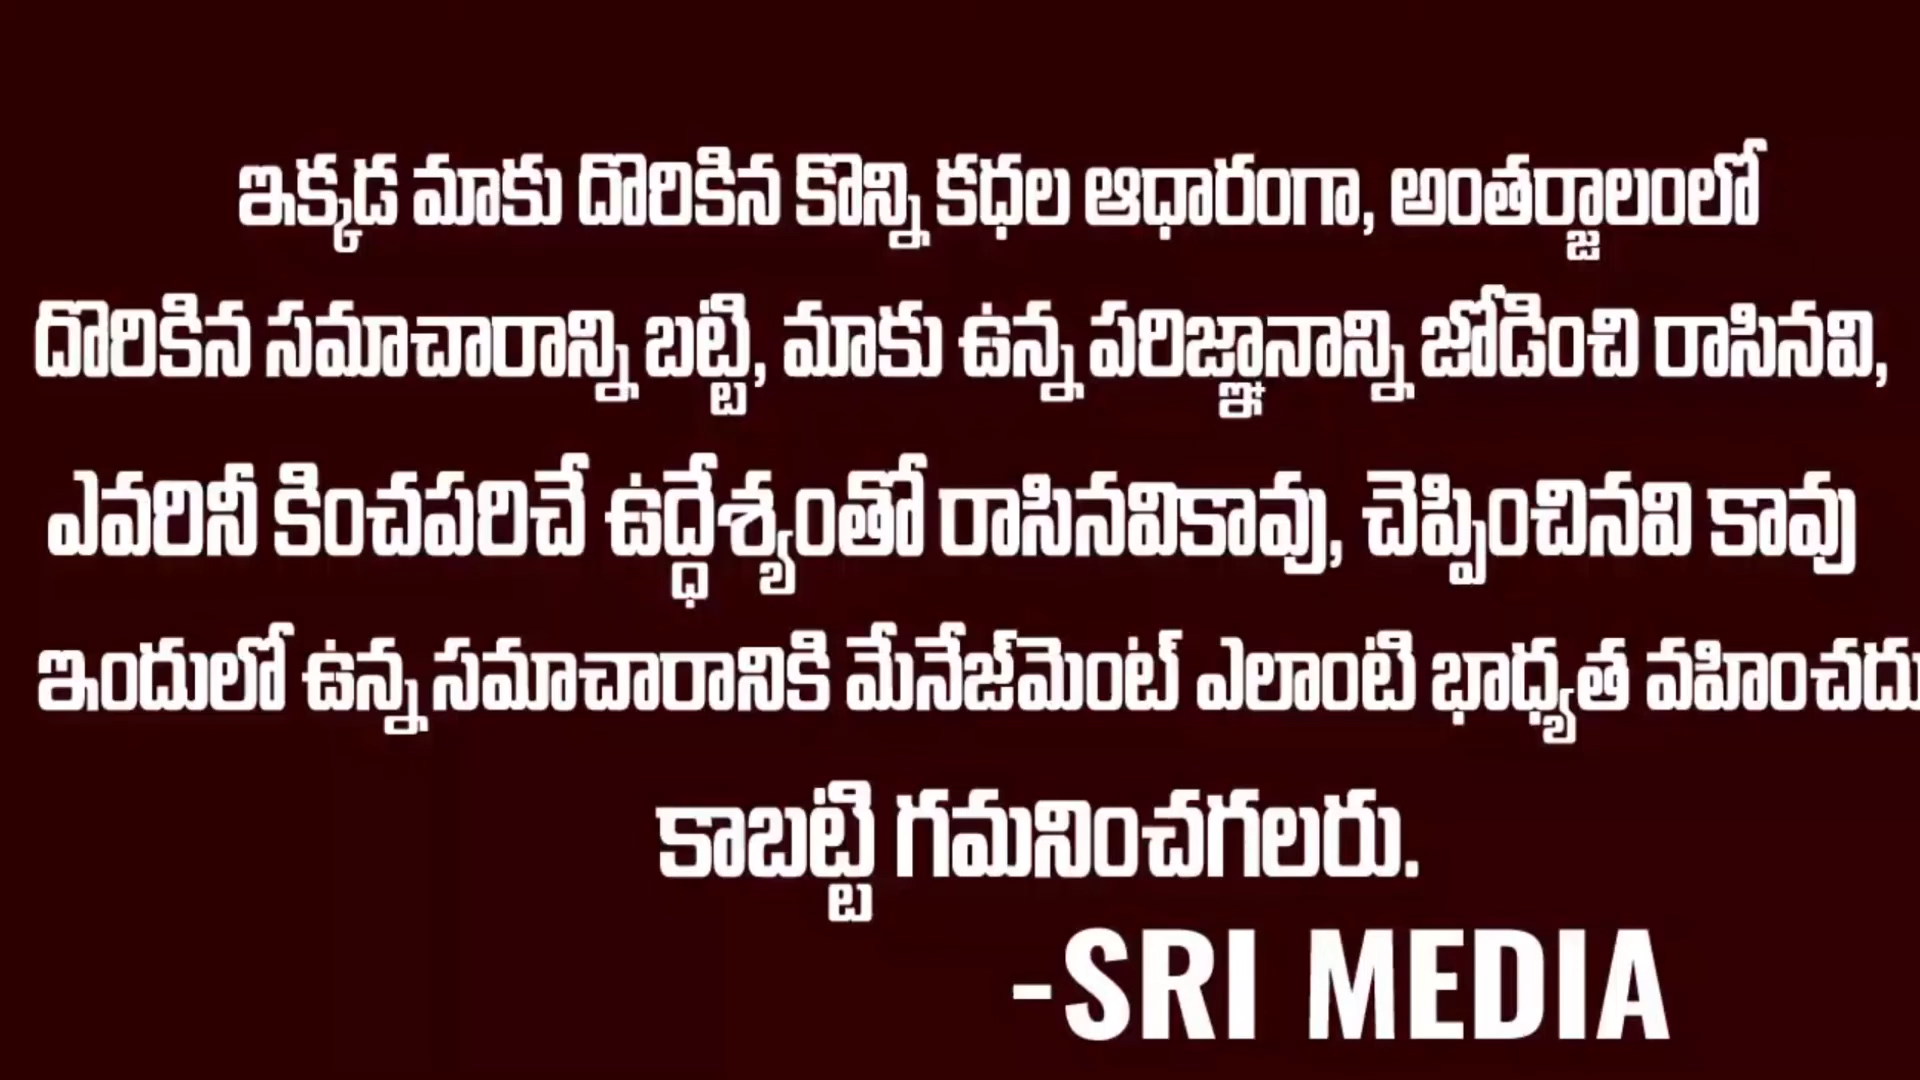 ఇక్కడ మాకు దొరికిన కొన్ని కధల ఆధారంగా, అంతర్జాలంలో
దొరికిన సమాచారాన్ని బట్టి, మాకు ఉన్న పరిజ్ఞానాన్ని జోడించి రాసినవి,
ఎవరినీ కించపరిచే ఉద్ధేశ్యంతో రాసినవికావు, చెప్పించినవి కావు
ఇందులో ఉన్న సమాచారానికి మేనేజ్‌మెంట్ ఎలాంటి భాధ్యత వహించదు
కాబట్టి గమనించగలరు.
-SRI MEDIA